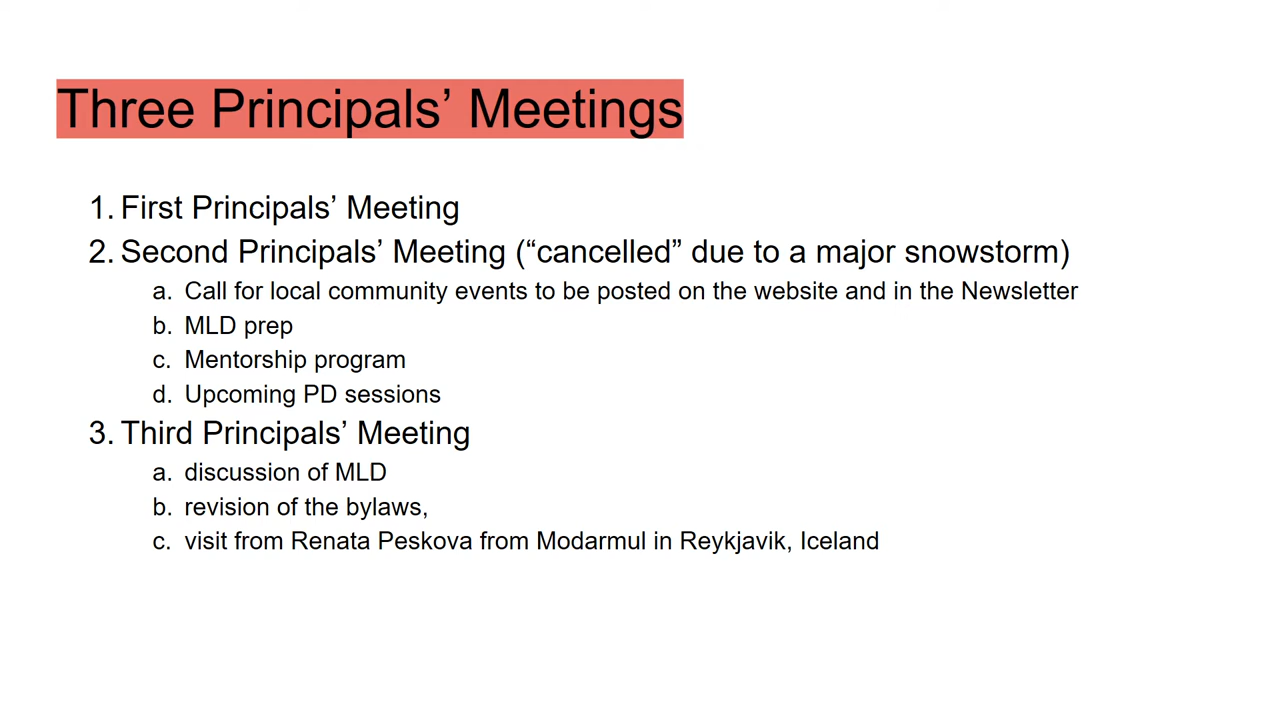 Three Principals’ Meetings
1. First Principals’ Meeting
2. Second Principals’ Meeting (“cancelled” due to a major snowstorm)
a. Call for local community events to be posted on the website and in the Newsletter
b. MLD prep
c. Mentorship program
d. Upcoming PD sessions
3. Third Principals’ Meeting
a. discussion of MLD
b. revision of the bylaws,
c. visit from Renata Peskova from Modarmul in Reykjavik, Iceland